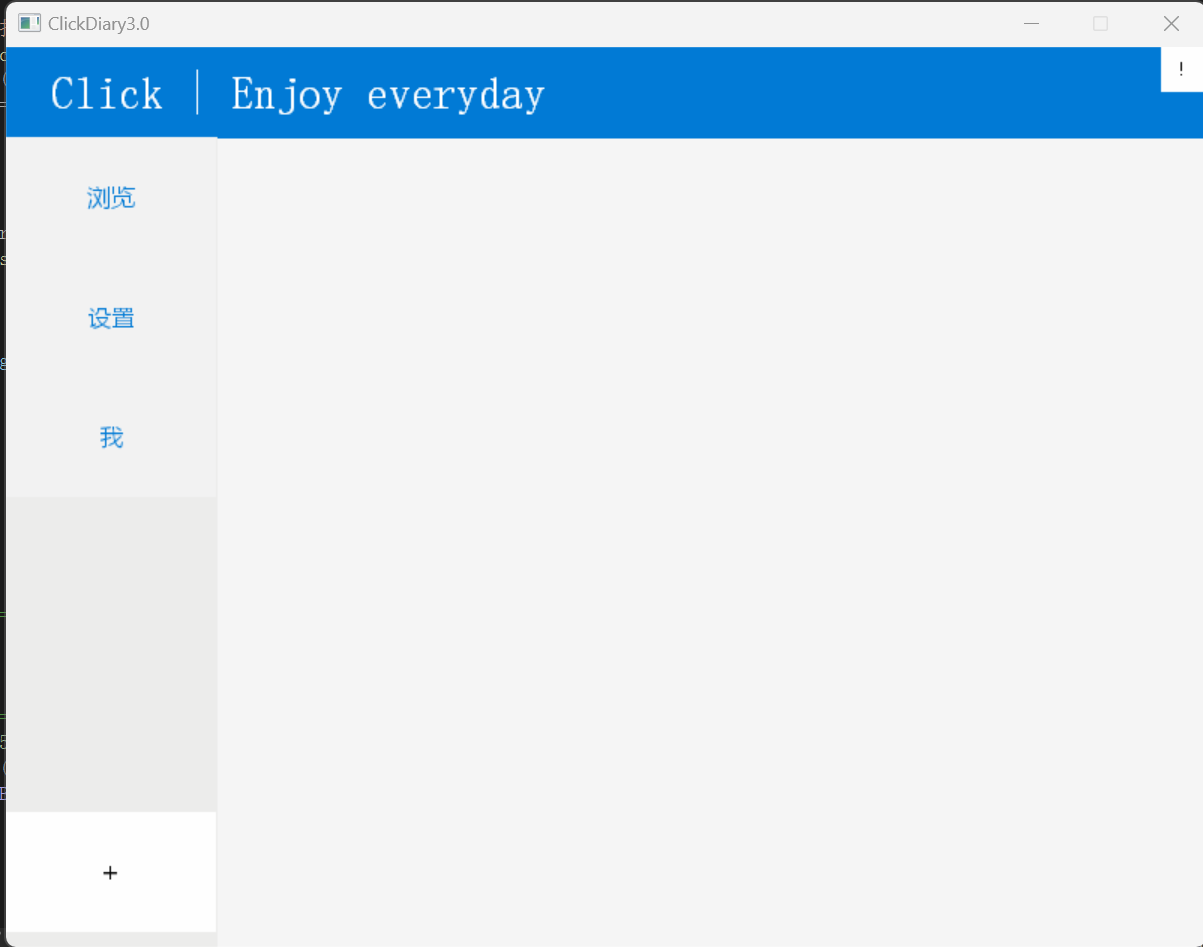 ClickDiary3.0
Click | Enjoy everyday
!
浏览
设置
我
+